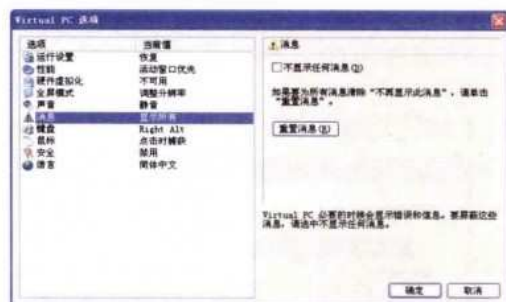 Virtual PC 选项
选项 当前值
运行设置 恢复
性能 活动窗口优先
硬件虚拟化 不可用
全屏模式 调整分辨率
声音 静音
消息 显示所有
键盘 Right Alt
鼠标 点击时捕获
安全 禁用
语言 简体中文
消息
不显示任何消息(D)
如果要为所有消息清除“不再显示此消息”，请单击
“重置消息”。
重置消息(R)
Virtual PC 必要的时候会显示错误和信息。要屏蔽这些
消息，请选中不显示任何消息。
确定 取消